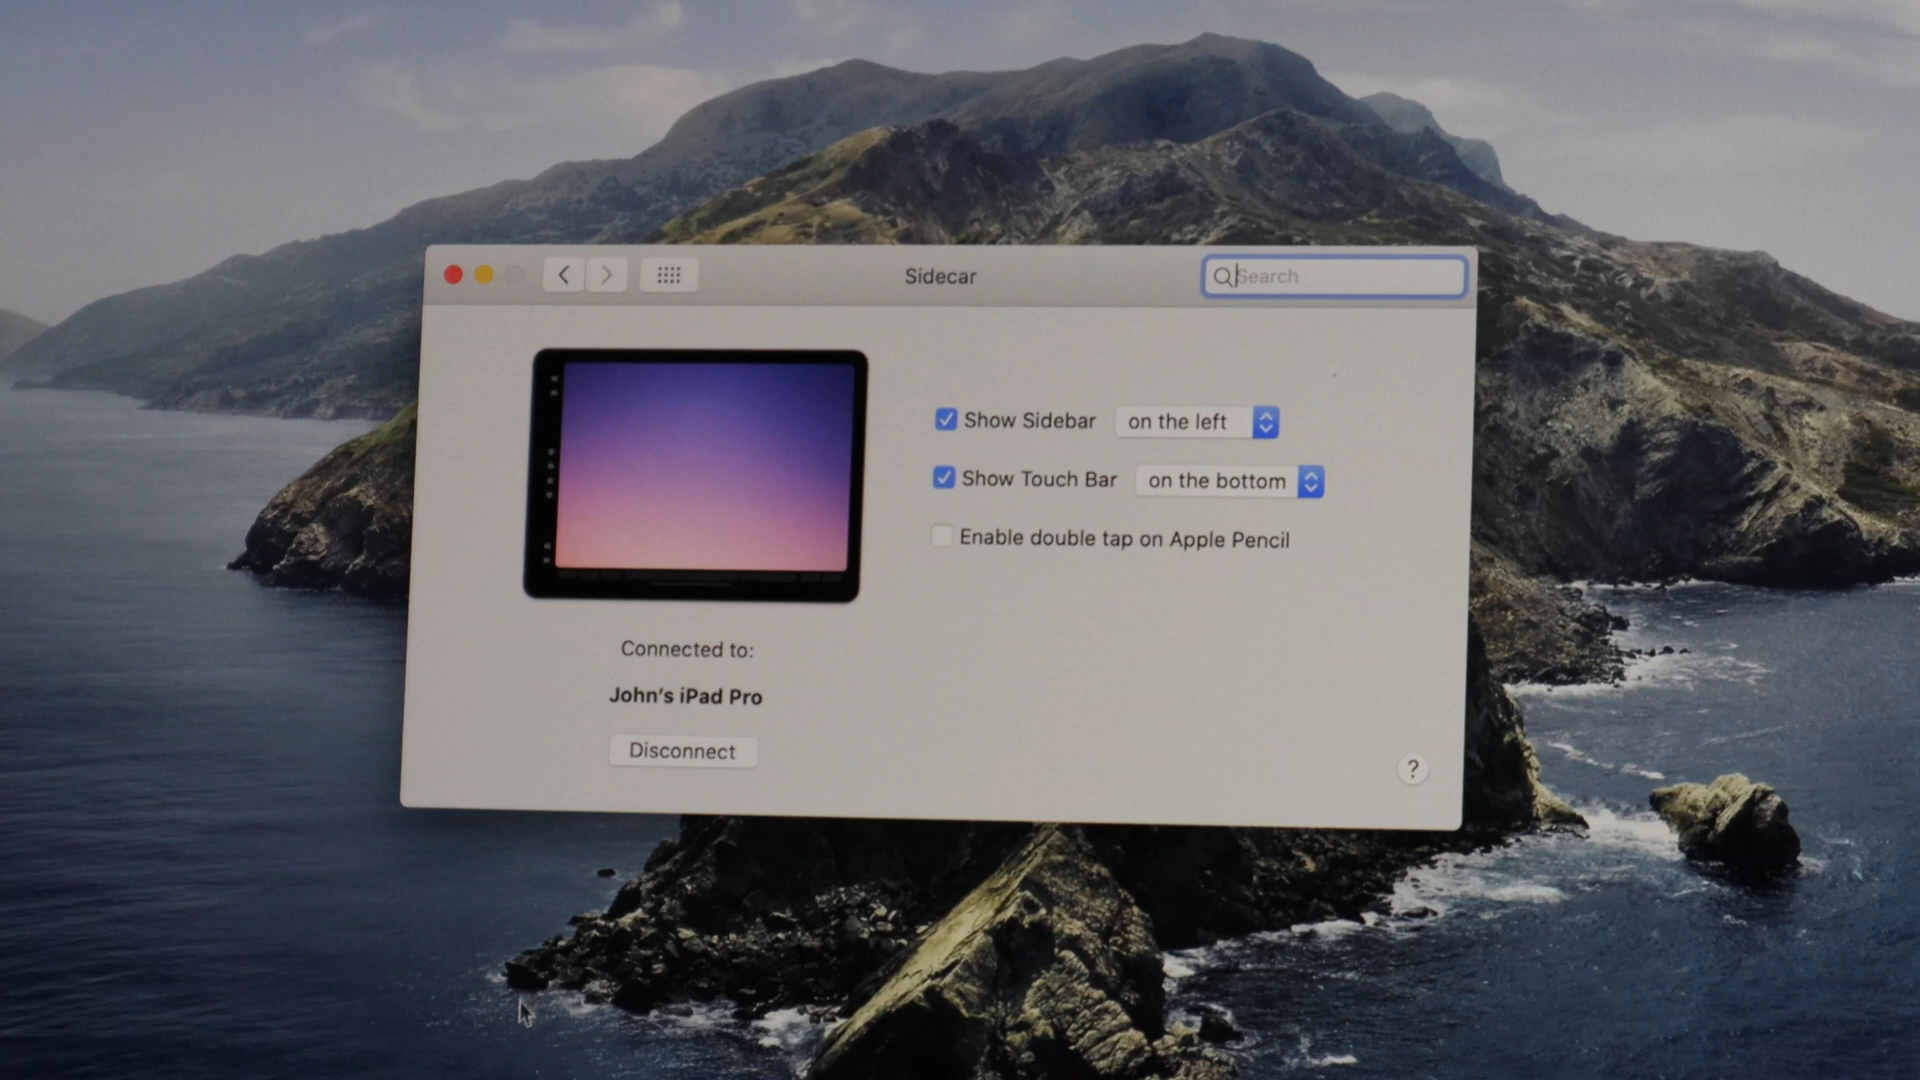 Sidecar
Search
Show Sidebar on the left
Show Touch Bar on the bottom
Enable double tap on Apple Pencil
Connected to:
John's iPad Pro
Disconnect
?